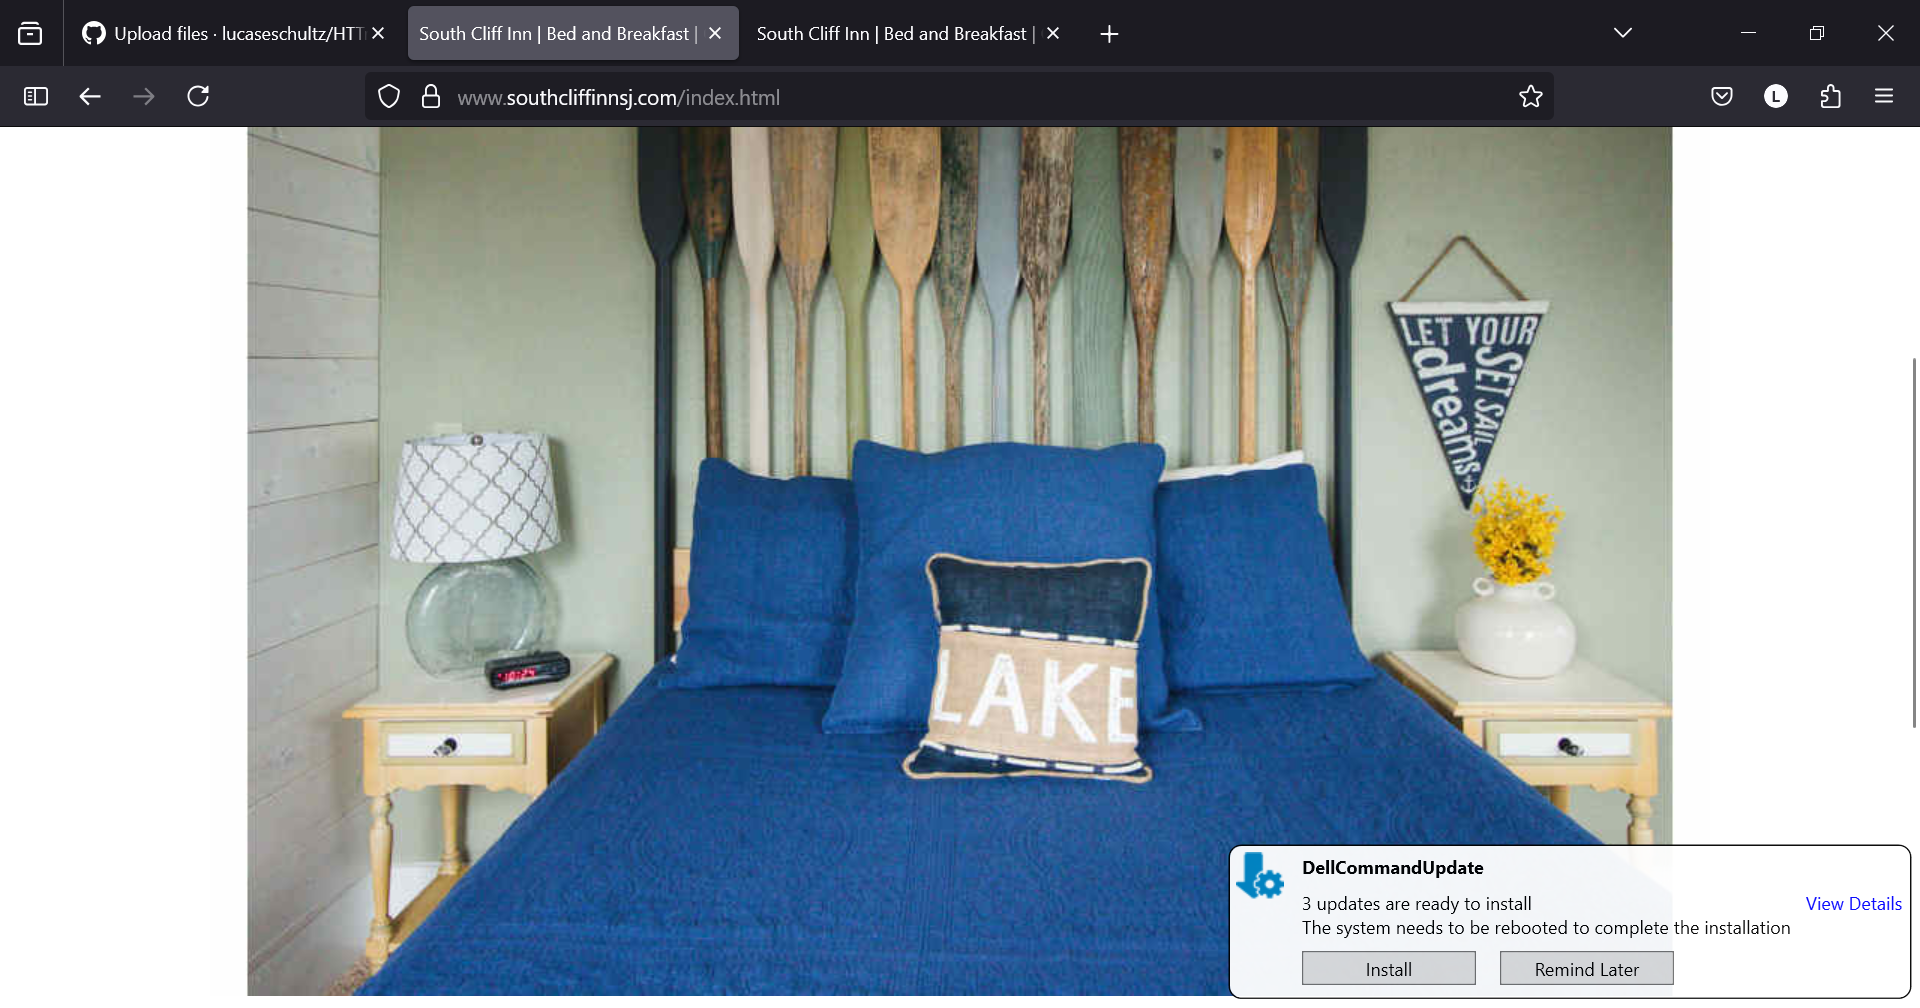 Upload files · lucaseschultz/HTT
South Cliff Inn | Bed and Breakfast |
South Cliff Inn | Bed and Breakfast |
www.southcliffinnsj.com/index.html
L
LET YOUR
dreams
SET SAIL
LAKE
DellCommandUpdate
3 updates are ready to install
View Details
The system needs to be rebooted to complete the installation
Install
Remind Later